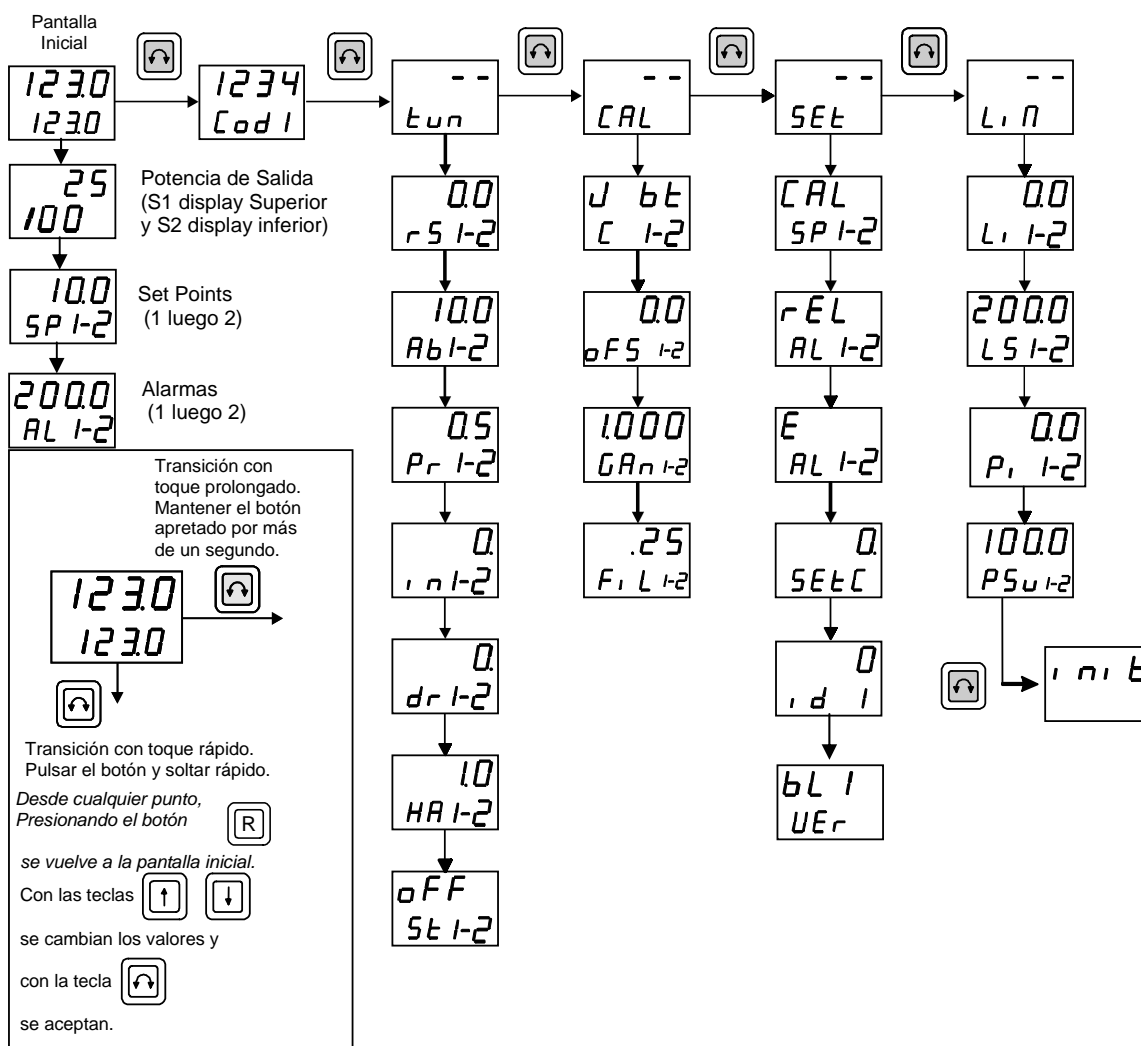 Pantalla
Inicial
123.0
123.0
1234
Cod 1
--
tun
--
CAL
--
SEt
--
Lin
25
100
Potencia de Salida
(S1 display Superior
y S2 display inferior)
10.0
SP 1-2
Set Points
(1 luego 2)
200.0
AL 1-2
Alarmas
(1 luego 2)
0.0
rS 1-2
10.0
Ab 1-2
0.5
Pr 1-2
0.
in 1-2
0.
dr 1-2
1.0
HA 1-2
oFF
St 1-2
J bt
C 1-2
0.0
oFS 1-2
1.000
GAn 1-2
.25
FiL 1-2
CAL
SP 1-2
rEL
AL 1-2
E
AL 1-2
0.
SEtC
0
id 1
bL 1
UEr
0.0
Li 1-2
200.0
LS 1-2
0.0
Pi 1-2
100.0
PSu 1-2
init
Transición con
toque prolongado.
Mantener el botón
apretado por más
de un segundo.
123.0
123.0
Transición con toque rápido.
Pulsar el botón y soltar rápido.
Desde cualquier punto,
Presionando el botón R
se vuelve a la pantalla inicial.
Con las teclas ↑ ↓
se cambian los valores y
con la tecla
se aceptan.